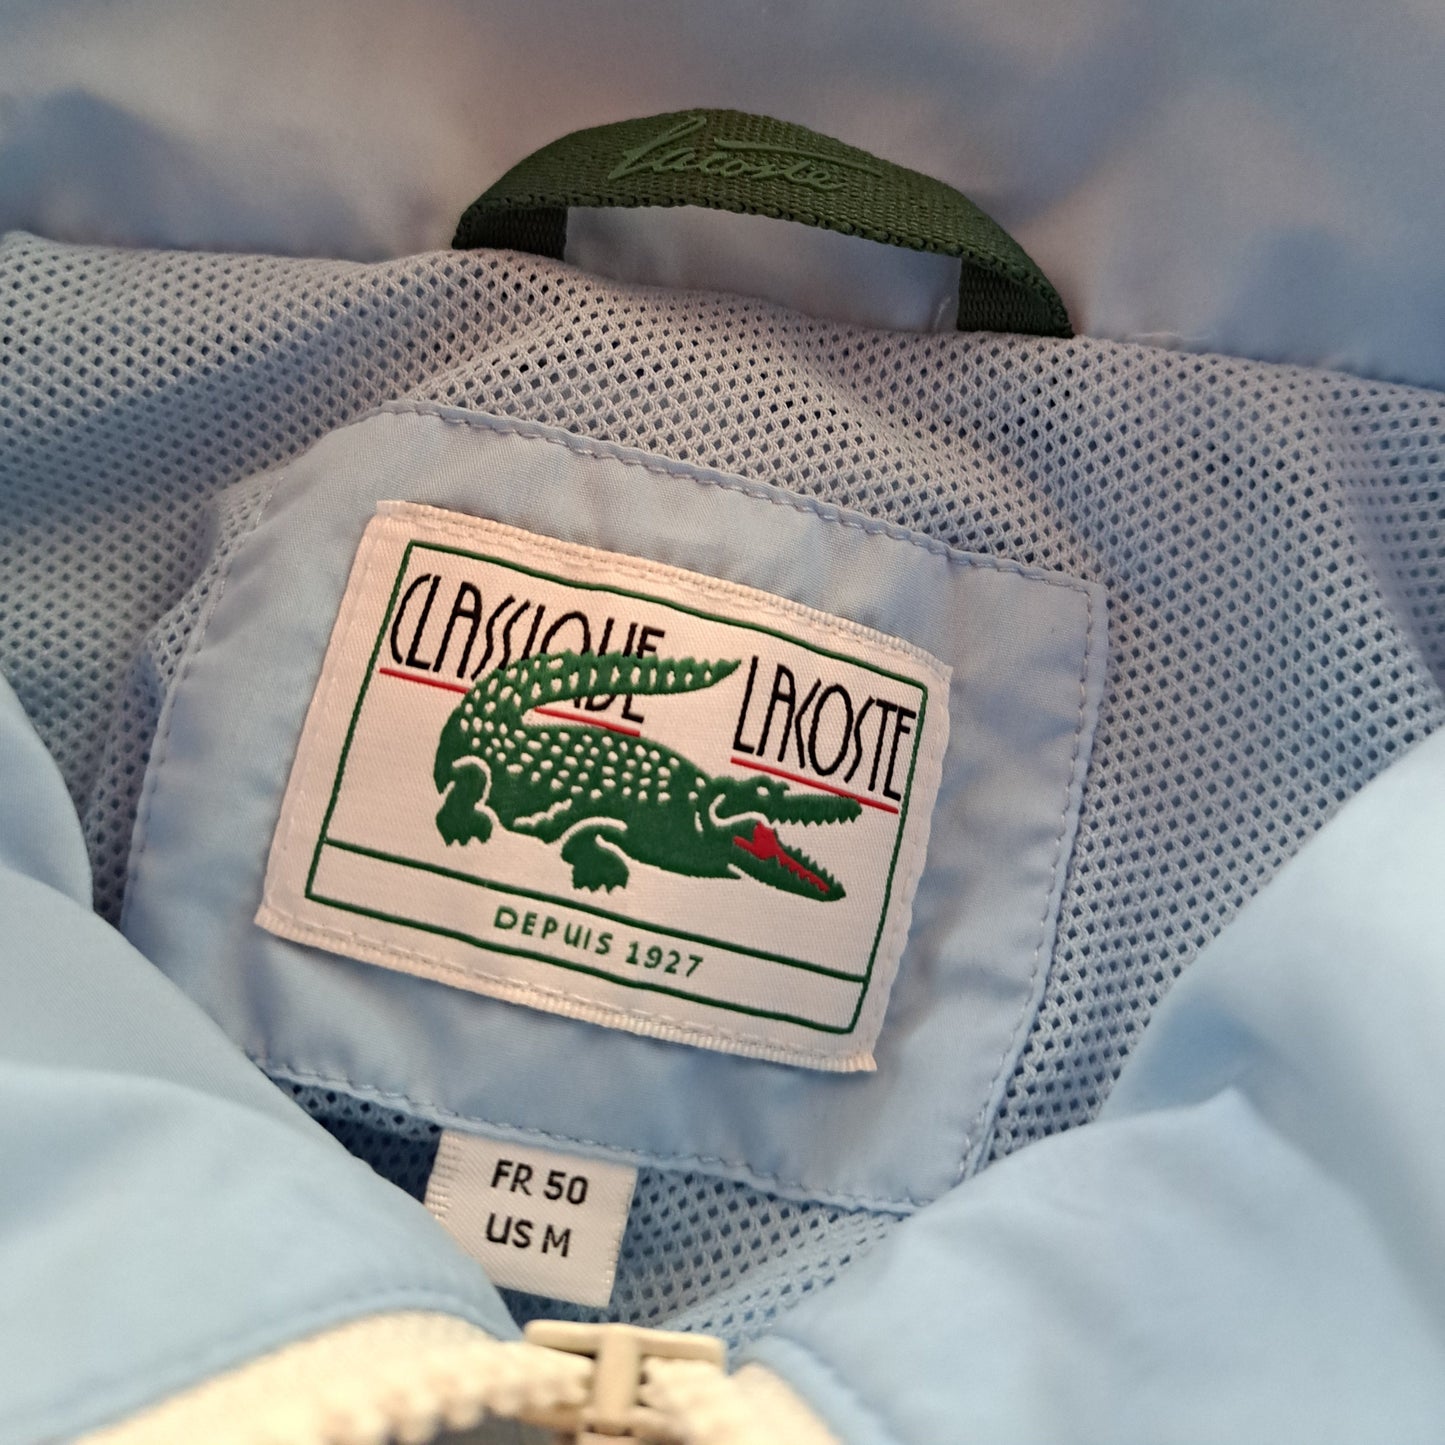 Lacoste
CLASSIQUE
DE LACOSTE
DEPUIS 1927
FR 50
US M